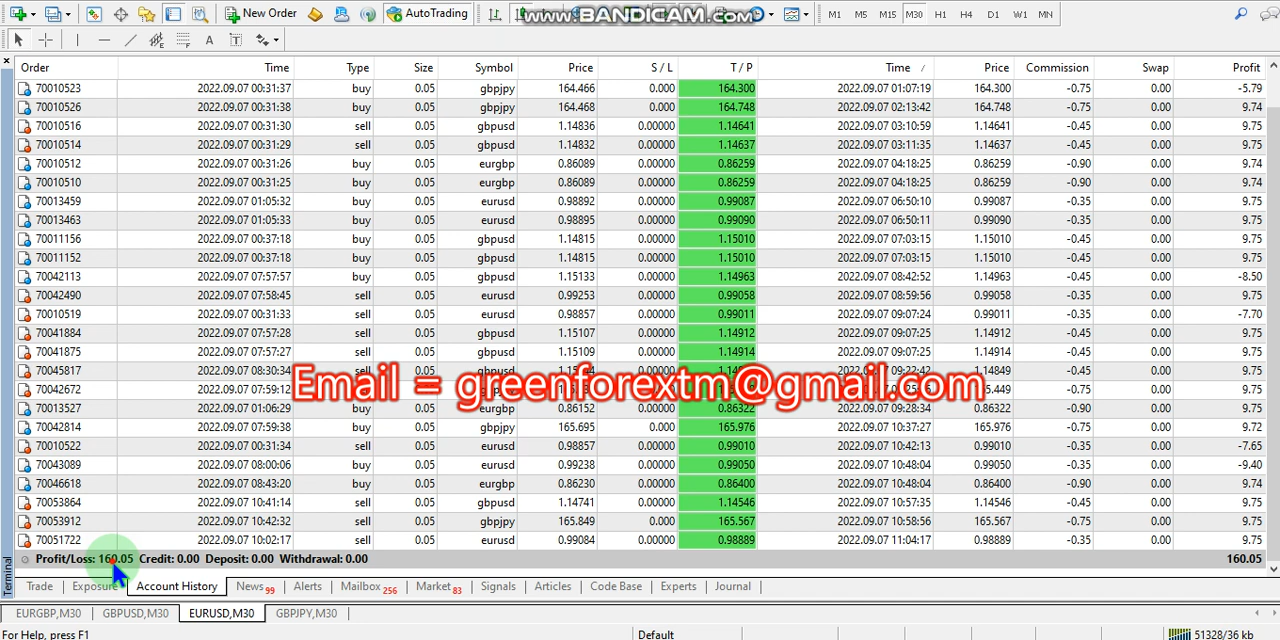 New Order AutoTrading www.BANDICAM.com M1 M5 M15 M30 H1 H4 D1 W1 MN
A T
Order Time Type Size Symbol Price S / L T / P Time / Price Commission Swap Profit
70010523 2022.09.07 00:31:37 buy 0.05 gbpjpy 164.466 0.000 164.300 2022.09.07 01:07:19 164.300 -0.75 0.00 -5.79
70010526 2022.09.07 00:31:38 buy 0.05 gbpjpy 164.468 0.000 164.748 2022.09.07 02:13:42 164.748 -0.75 0.00 9.74
70010516 2022.09.07 00:31:30 sell 0.05 gbpusd 1.14836 0.00000 1.14641 2022.09.07 03:10:59 1.14641 -0.45 0.00 9.75
70010514 2022.09.07 00:31:29 sell 0.05 gbpusd 1.14832 0.00000 1.14637 2022.09.07 03:11:35 1.14637 -0.45 0.00 9.75
70010512 2022.09.07 00:31:26 buy 0.05 eurgbp 0.86089 0.00000 0.86259 2022.09.07 04:18:25 0.86259 -0.90 0.00 9.74
70010510 2022.09.07 00:31:25 buy 0.05 eurgbp 0.86089 0.00000 0.86259 2022.09.07 04:18:25 0.86259 -0.90 0.00 9.74
70013459 2022.09.07 01:05:32 buy 0.05 eurusd 0.98892 0.00000 0.99087 2022.09.07 06:50:10 0.99087 -0.35 0.00 9.75
70013463 2022.09.07 01:05:33 buy 0.05 eurusd 0.98895 0.00000 0.99090 2022.09.07 06:50:11 0.99090 -0.35 0.00 9.75
70011156 2022.09.07 00:37:18 buy 0.05 gbpusd 1.14815 0.00000 1.15010 2022.09.07 07:03:15 1.15010 -0.45 0.00 9.75
70011152 2022.09.07 00:37:18 buy 0.05 gbpusd 1.14815 0.00000 1.15010 2022.09.07 07:03:15 1.15010 -0.45 0.00 9.75
70042113 2022.09.07 07:57:57 buy 0.05 gbpusd 1.15133 0.00000 1.14963 2022.09.07 08:42:52 1.14963 -0.45 0.00 -8.50
70042490 2022.09.07 07:58:45 sell 0.05 eurusd 0.99253 0.00000 0.99058 2022.09.07 08:59:56 0.99058 -0.35 0.00 9.75
70010519 2022.09.07 00:31:33 sell 0.05 eurusd 0.98857 0.00000 0.99011 2022.09.07 09:07:24 0.99011 -0.35 0.00 -7.70
70041884 2022.09.07 07:57:28 sell 0.05 gbpusd 1.15107 0.00000 1.14912 2022.09.07 09:07:25 1.14912 -0.45 0.00 9.75
70041875 2022.09.07 07:57:27 sell 0.05 gbpusd 1.15109 0.00000 1.14914 2022.09.07 09:07:25 1.14914 -0.45 0.00 9.75
70045817 2022.09.07 08:30:34 sell 0.05 1.14849 -0.45 0.00 9.75
Email = greenforextm@gmail.com
70042672 2022.09.07 07:59:12 -0.75 0.00 9.72
70013527 2022.09.07 01:06:29 buy 0.05 eurgbp 0.86152 0.00000 0.86322 2022.09.07 09:28:34 0.86322 -0.90 0.00 9.74
70042814 2022.09.07 07:59:38 buy 0.05 gbpjpy 165.695 0.000 165.976 2022.09.07 10:37:27 165.976 -0.75 0.00 9.72
70010522 2022.09.07 00:31:34 sell 0.05 eurusd 0.98857 0.00000 0.99010 2022.09.07 10:42:13 0.99010 -0.35 0.00 -7.65
70043089 2022.09.07 08:00:06 buy 0.05 eurusd 0.99238 0.00000 0.99050 2022.09.07 10:48:04 0.99050 -0.35 0.00 -9.40
70046618 2022.09.07 08:43:20 buy 0.05 eurgbp 0.86230 0.00000 0.86400 2022.09.07 10:48:04 0.86400 -0.90 0.00 9.74
70053864 2022.09.07 10:41:14 sell 0.05 gbpusd 1.14741 0.00000 1.14546 2022.09.07 10:57:35 1.14546 -0.45 0.00 9.75
70053912 2022.09.07 10:42:32 sell 0.05 gbpjpy 165.849 0.000 165.567 2022.09.07 10:58:56 165.567 -0.75 0.00 9.75
70051722 2022.09.07 10:02:17 sell 0.05 eurusd 0.99084 0.00000 0.98889 2022.09.07 11:04:17 0.98889 -0.35 0.00 9.75
Profit/Loss: 160.05 Credit: 0.00 Deposit: 0.00 Withdrawal: 0.00 160.05
Terminal
Trade Exposure Account History News 99 Alerts Mailbox 256 Market 83 Signals Articles Code Base Experts Journal
EURGBP,M30 GBPUSD,M30 EURUSD,M30 GBPJPY,M30
For Help, press F1 Default 51328/36 kb